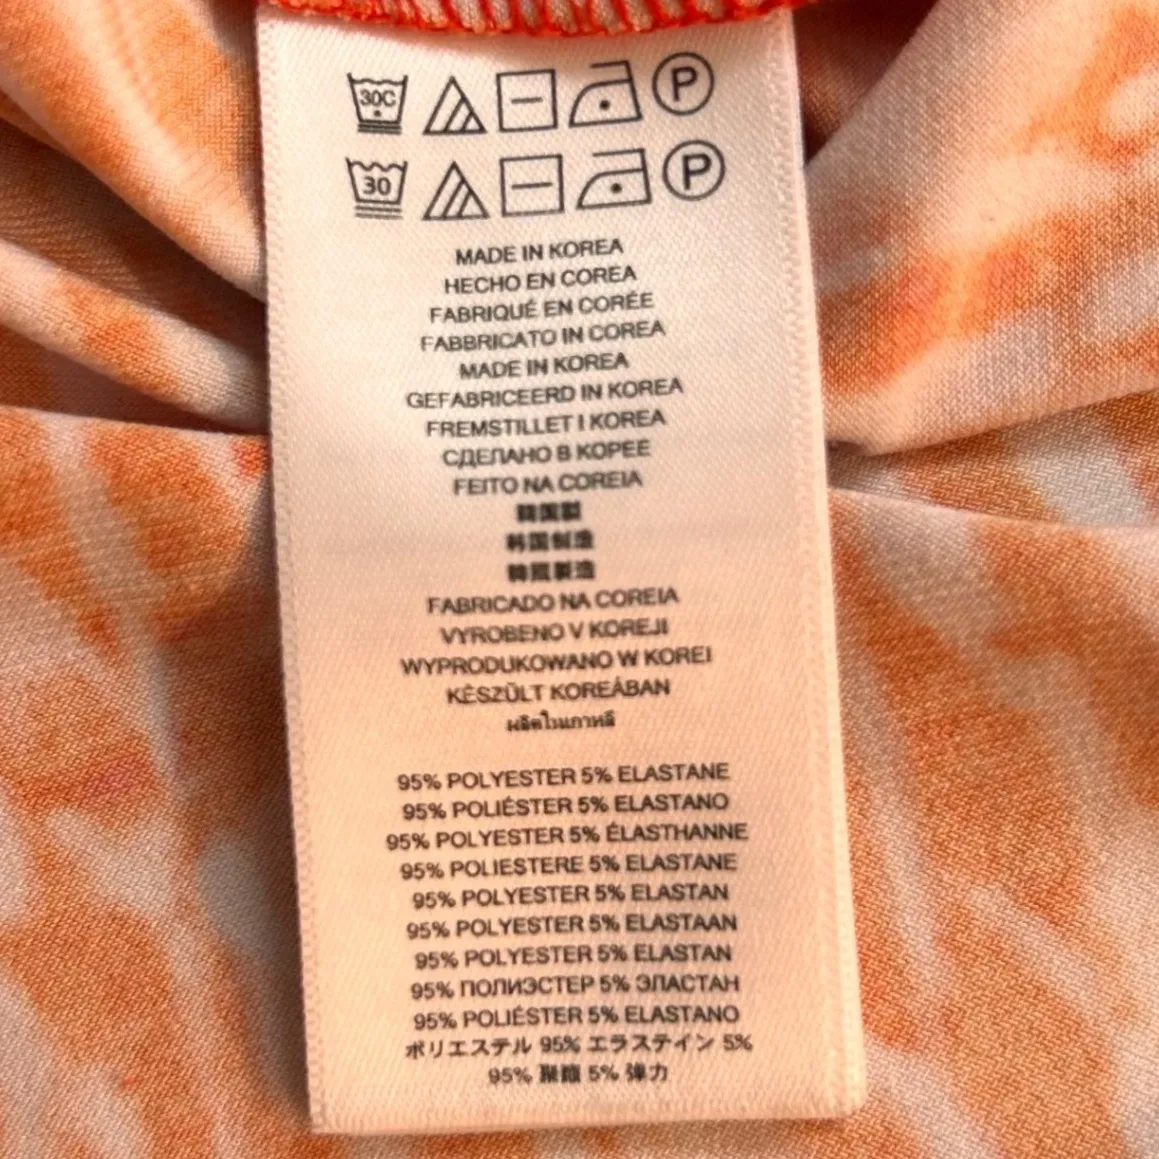 30C P
30 P
MADE IN KOREA
HECHO EN COREA
FABRIQUÉ EN CORÉE
FABBRICATO IN COREA
MADE IN KOREA
GEFABRICEERD IN KOREA
FREMSTILLET I KOREA
СДЕЛАНО В КОРЕЕ
FEITO NA COREIA
韓国製
韩国制造
韓國製造
FABRICADO NA COREIA
VYROBENO V KOREJI
WYPRODUKOWANO W KOREI
KÉSZÜLT KOREÁBAN
ผลิตในเกาหลี
95% POLYESTER 5% ELASTANE
95% POLIÉSTER 5% ELASTANO
95% POLYESTER 5% ÉLASTHANNE
95% POLIESTERE 5% ELASTANE
95% POLYESTER 5% ELASTAN
95% POLYESTER 5% ELASTAAN
95% POLYESTER 5% ELASTAN
95% ПОЛИЭСТЕР 5% ЭЛАСТАН
95% POLIÉSTER 5% ELASTANO
ポリエステル 95% エラステイン 5%
95% 5% 弹力